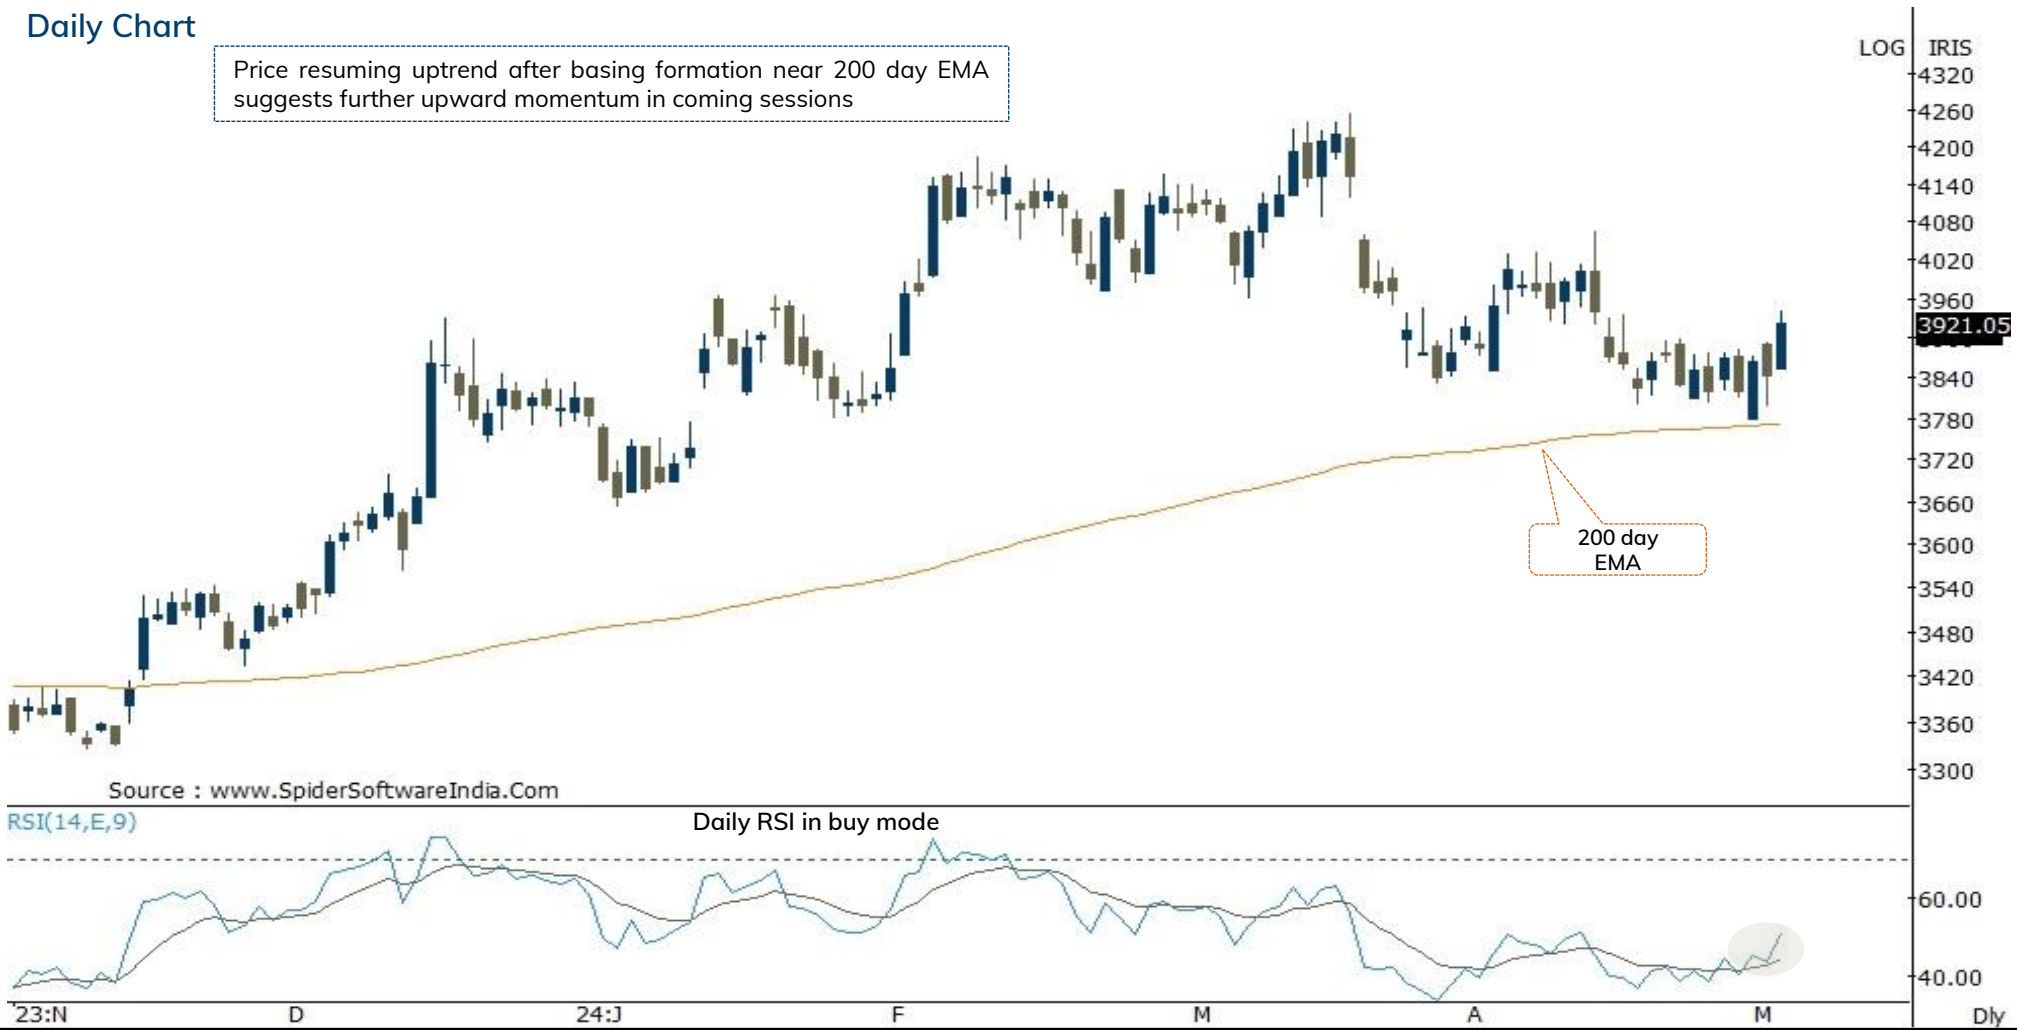 Daily Chart
Price resuming uptrend after basing formation near 200 day EMA
suggests further upward momentum in coming sessions
LOG IRIS
4320
4260
4200
4140
4080
4020
3960
3921.05
3840
3780
3720
3660
3600
3540
3480
3420
3360
3300
200 day
EMA
Source : www.SpiderSoftwareIndia.Com
RSI(14,E,9)
Daily RSI in buy mode
60.00
40.00
'23:N D 24:J F M A M Dly